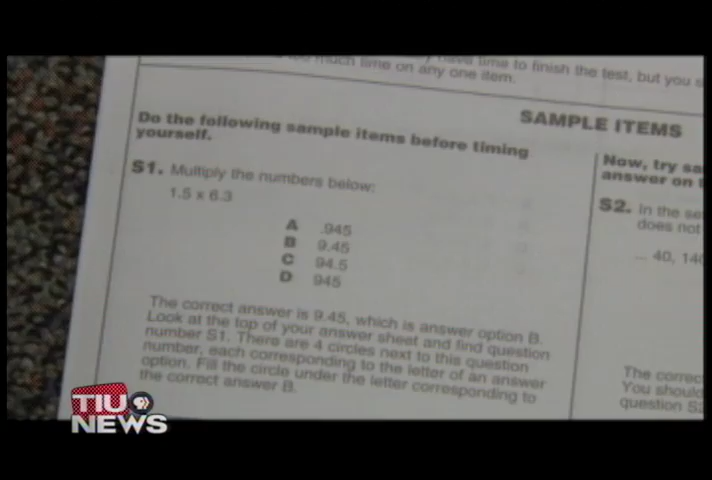 have time to finish the test, but you
too much time on any one item.
SAMPLE ITEMS
Do the following sample items before timing
yourself.
S1. Multiply the numbers below:
1.5 x 6.3
A .945
B 9.45
C 94.5
D 945
The correct answer is 9.45, which is answer option B.
Look at the top of your answer sheet and find question
number S1. There are 4 circles next to this question
number, each corresponding to the letter of an answer
option. Fill the circle under the letter corresponding to
the correct answer B.
Now, try
answer on
S2. In the
does not
... 40,
The
You should
question
TIU
NEWS